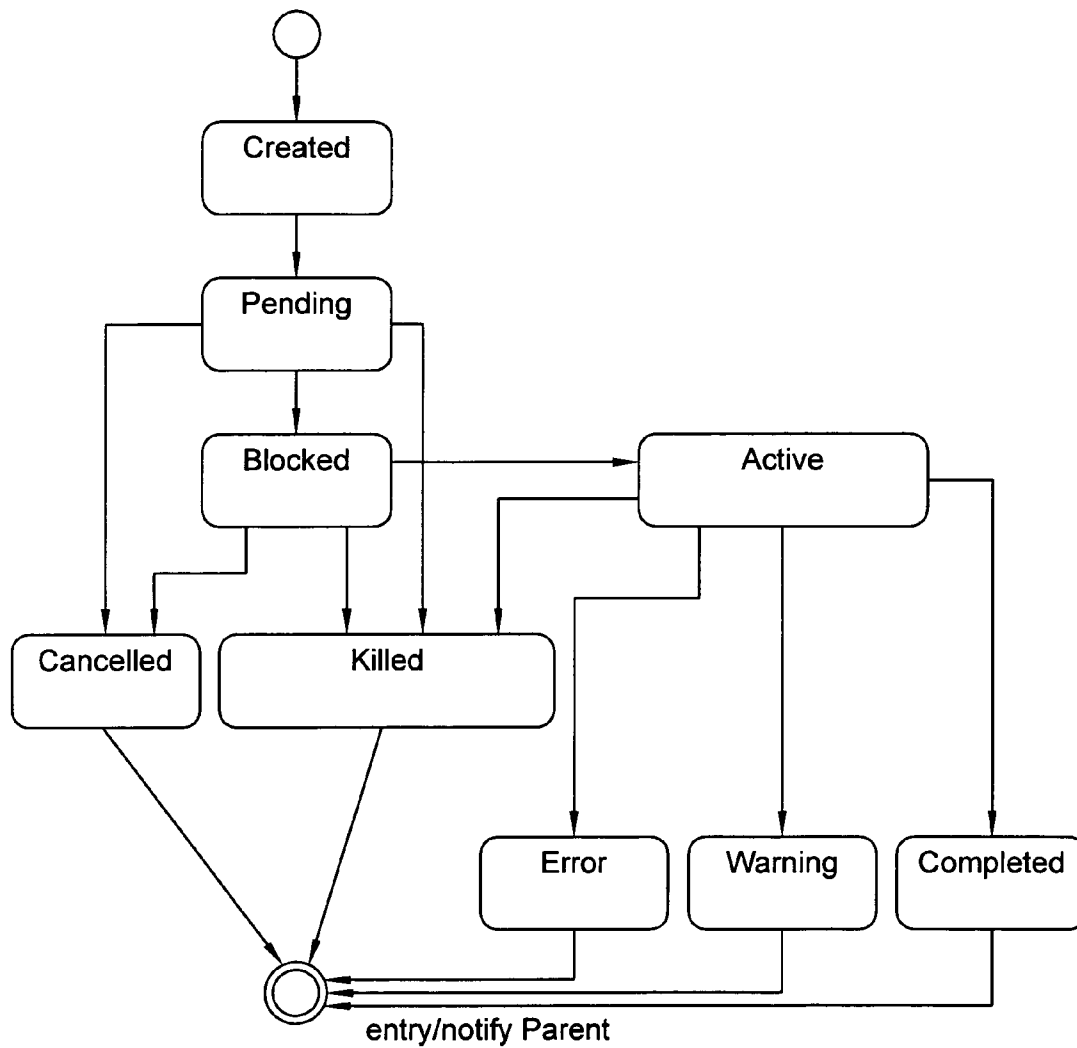 Created
Pending
Blocked
Active
Cancelled
Killed
Error
Warning
Completed
entry/notify Parent